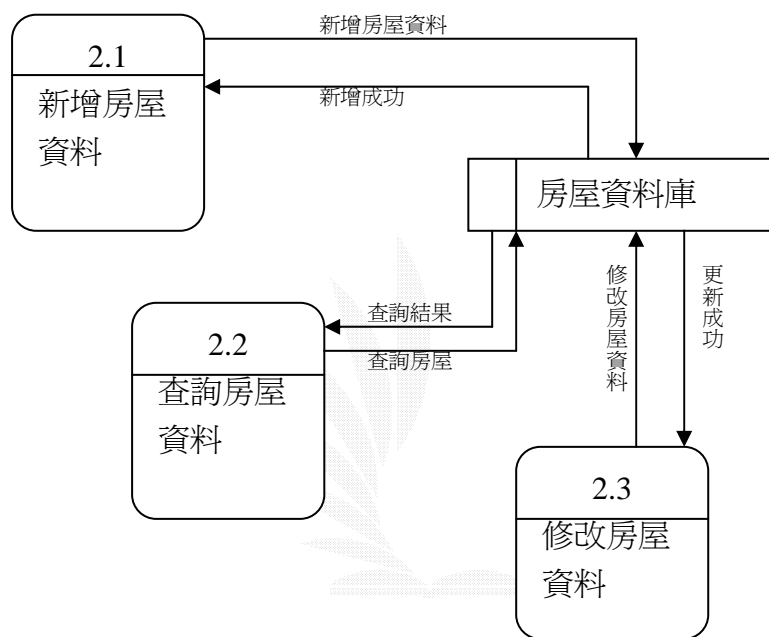 新增房屋資料
2.1
新增房屋
資料
新增成功
房屋資料庫
查詢結果
查詢房屋
修改房屋資料
更新成功
2.2
查詢房屋
資料
2.3
修改房屋
資料